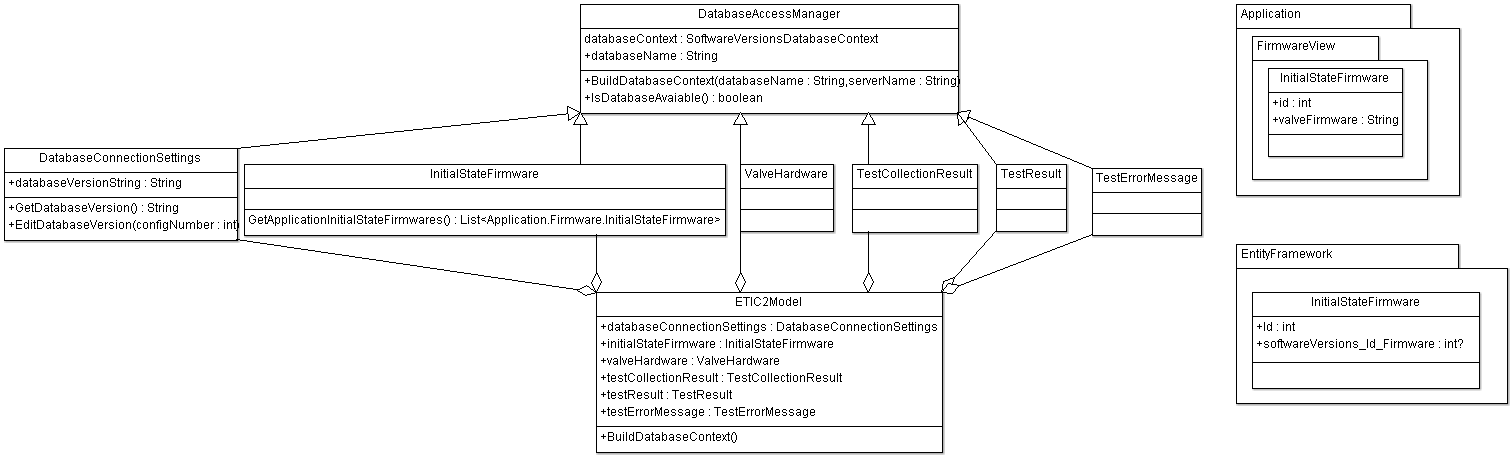 DatabaseAccessManager
databaseContext : SoftwareVersionsDatabaseContext
+databaseName : String
+BuildDatabaseContext(databaseName : String,serverName : String)
+IsDatabaseAvaiable() : boolean
DatabaseConnectionSettings
+databaseVersionString : String
+GetDatabaseVersion() : String
+EditDatabaseVersion(configNumber : int)
InitialStateFirmware
GetApplicationInitialStateFirmwares() : List<Application.Firmware.InitialStateFirmware>
ValveHardware
TestCollectionResult
TestResult
TestErrorMessage
ETIC2Model
+databaseConnectionSettings : DatabaseConnectionSettings
+initialStateFirmware : InitialStateFirmware
+valveHardware : ValveHardware
+testCollectionResult : TestCollectionResult
+testResult : TestResult
+testErrorMessage : TestErrorMessage
+BuildDatabaseContext()
Application
FirmwareView
InitialStateFirmware
+id : int
+valveFirmware : String
EntityFramework
InitialStateFirmware
+Id : int
+softwareVersions_Id_Firmware : int?